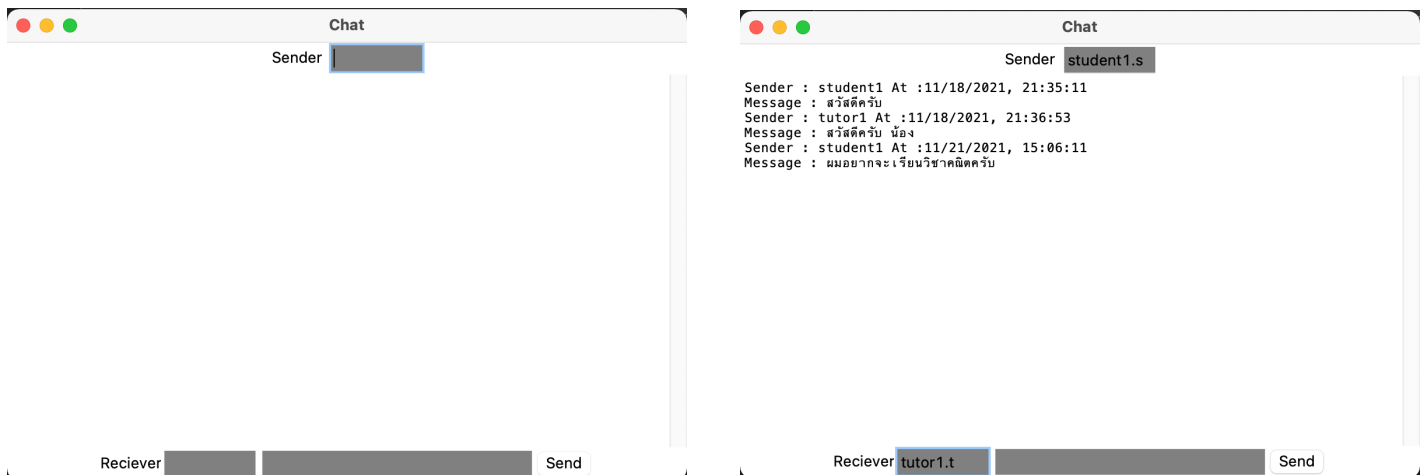 Chat
Sender
Reciever
Send
Chat
Sender student1.s
Sender : student1 At :11/18/2021, 21:35:11
Message : สวัสดีครับ
Sender : tutor1 At :11/18/2021, 21:36:53
Message : สวัสดีครับ น้อง
Sender : student1 At :11/21/2021, 15:06:11
Message : ผมอยากจะเรียนวิชาคณิตครับ
Reciever tutor1.t
Send